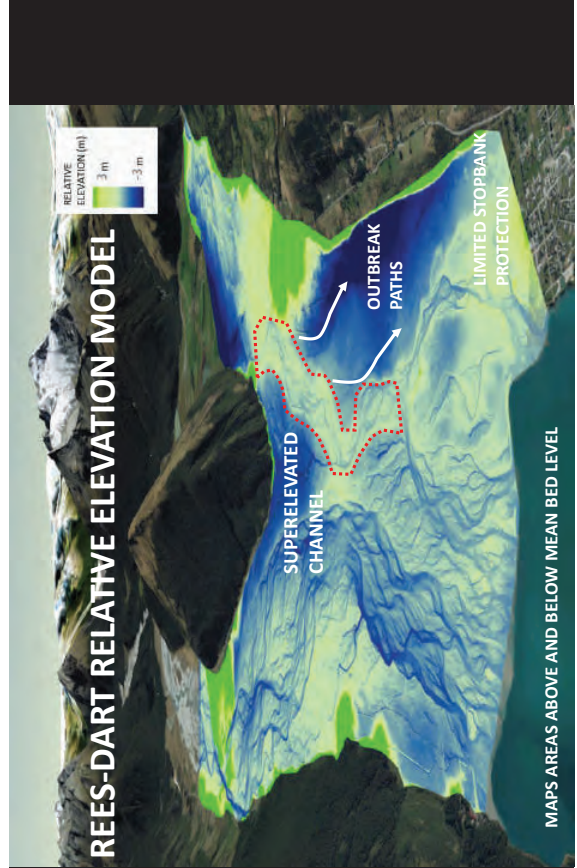 REES-DART RELATIVE ELEVATION MODEL
RELATIVE
ELEVATION (m)
3 m
-3 m
SUPERELEVATED
CHANNEL
OUTBREAK
PATHS
LIMITED STOPBANK
PROTECTION
MAPS AREAS ABOVE AND BELOW MEAN BED LEVEL